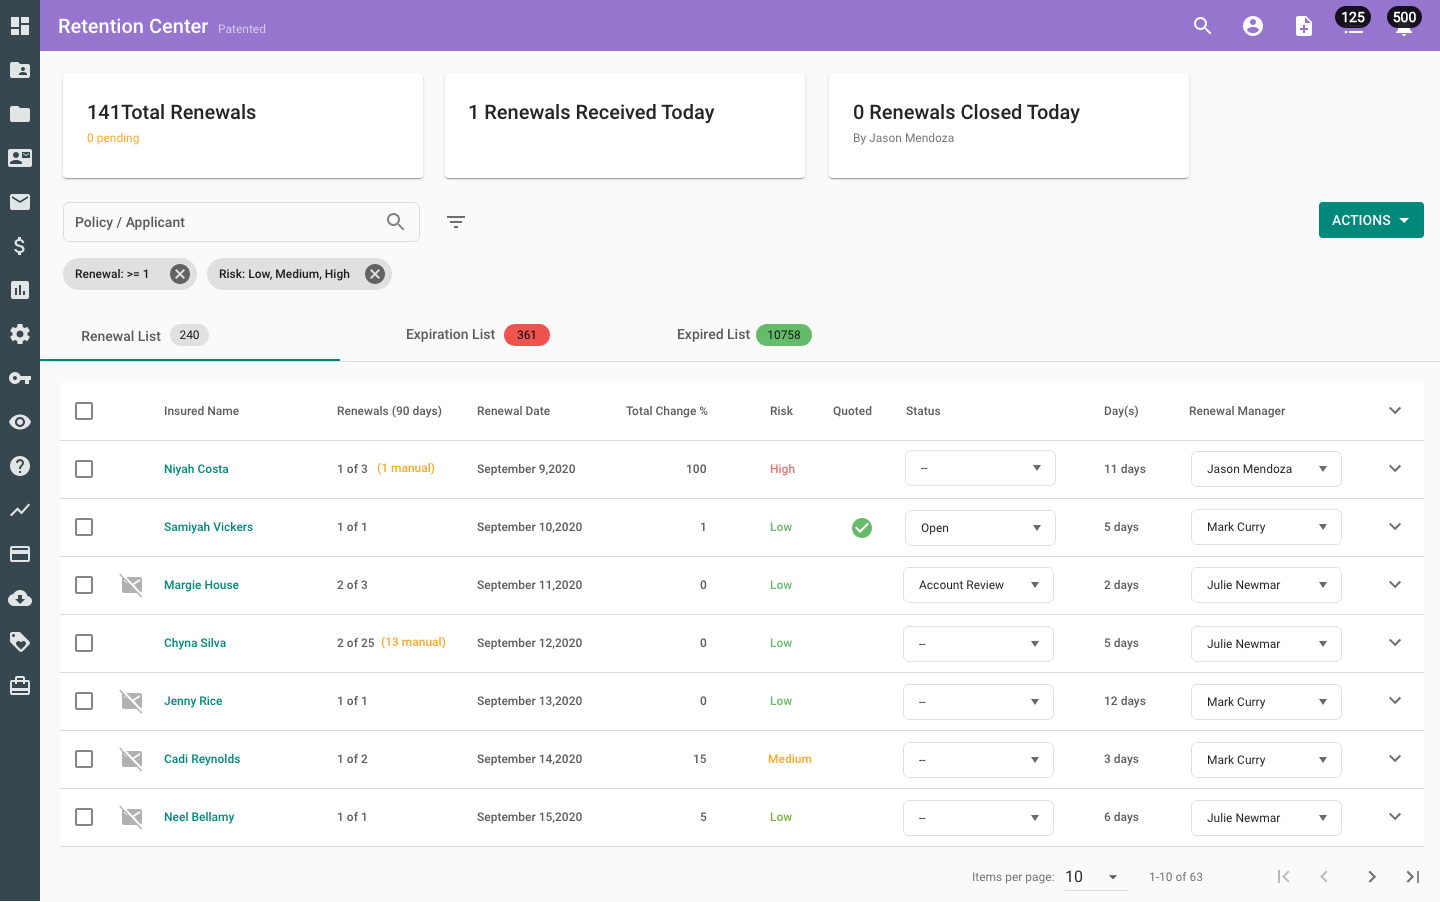 Retention Center Patented 125 500
141Total Renewals
0 pending
1 Renewals Received Today
0 Renewals Closed Today
By Jason Mendoza
Policy / Applicant
ACTIONS
Renewal: >= 1
Risk: Low, Medium, High
Renewal List 240 Expiration List 361 Expired List 10758
Insured Name Renewals (90 days) Renewal Date Total Change % Risk Quoted Status Day(s) Renewal Manager
Niyah Costa 1 of 3 (1 manual) September 9,2020 100 High -- 11 days Jason Mendoza
Samiyah Vickers 1 of 1 September 10,2020 1 Low Open 5 days Mark Curry
Margie House 2 of 3 September 11,2020 0 Low Account Review 2 days Julie Newmar
Chyna Silva 2 of 25 (13 manual) September 12,2020 0 Low -- 5 days Julie Newmar
Jenny Rice 1 of 1 September 13,2020 0 Low -- 12 days Mark Curry
Cadi Reynolds 1 of 2 September 14,2020 15 Medium -- 3 days Mark Curry
Neel Bellamy 1 of 1 September 15,2020 5 Low -- 6 days Julie Newmar
Items per page: 10 1-10 of 63